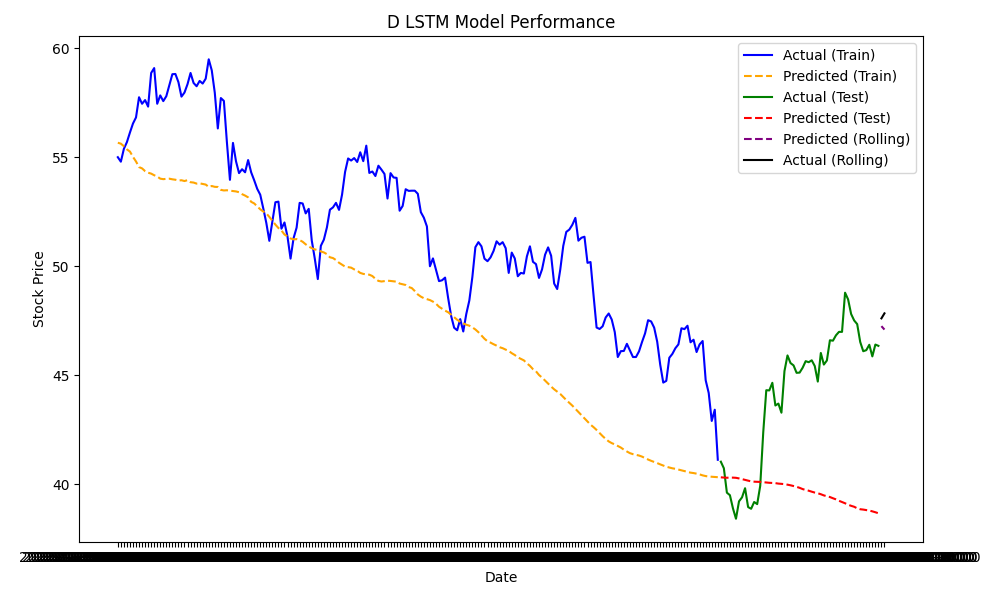 D LSTM Model Performance
60
55
50
45
40
Stock Price
Actual (Train)
Predicted (Train)
Actual (Test)
Predicted (Test)
Predicted (Rolling)
Actual (Rolling)
Date